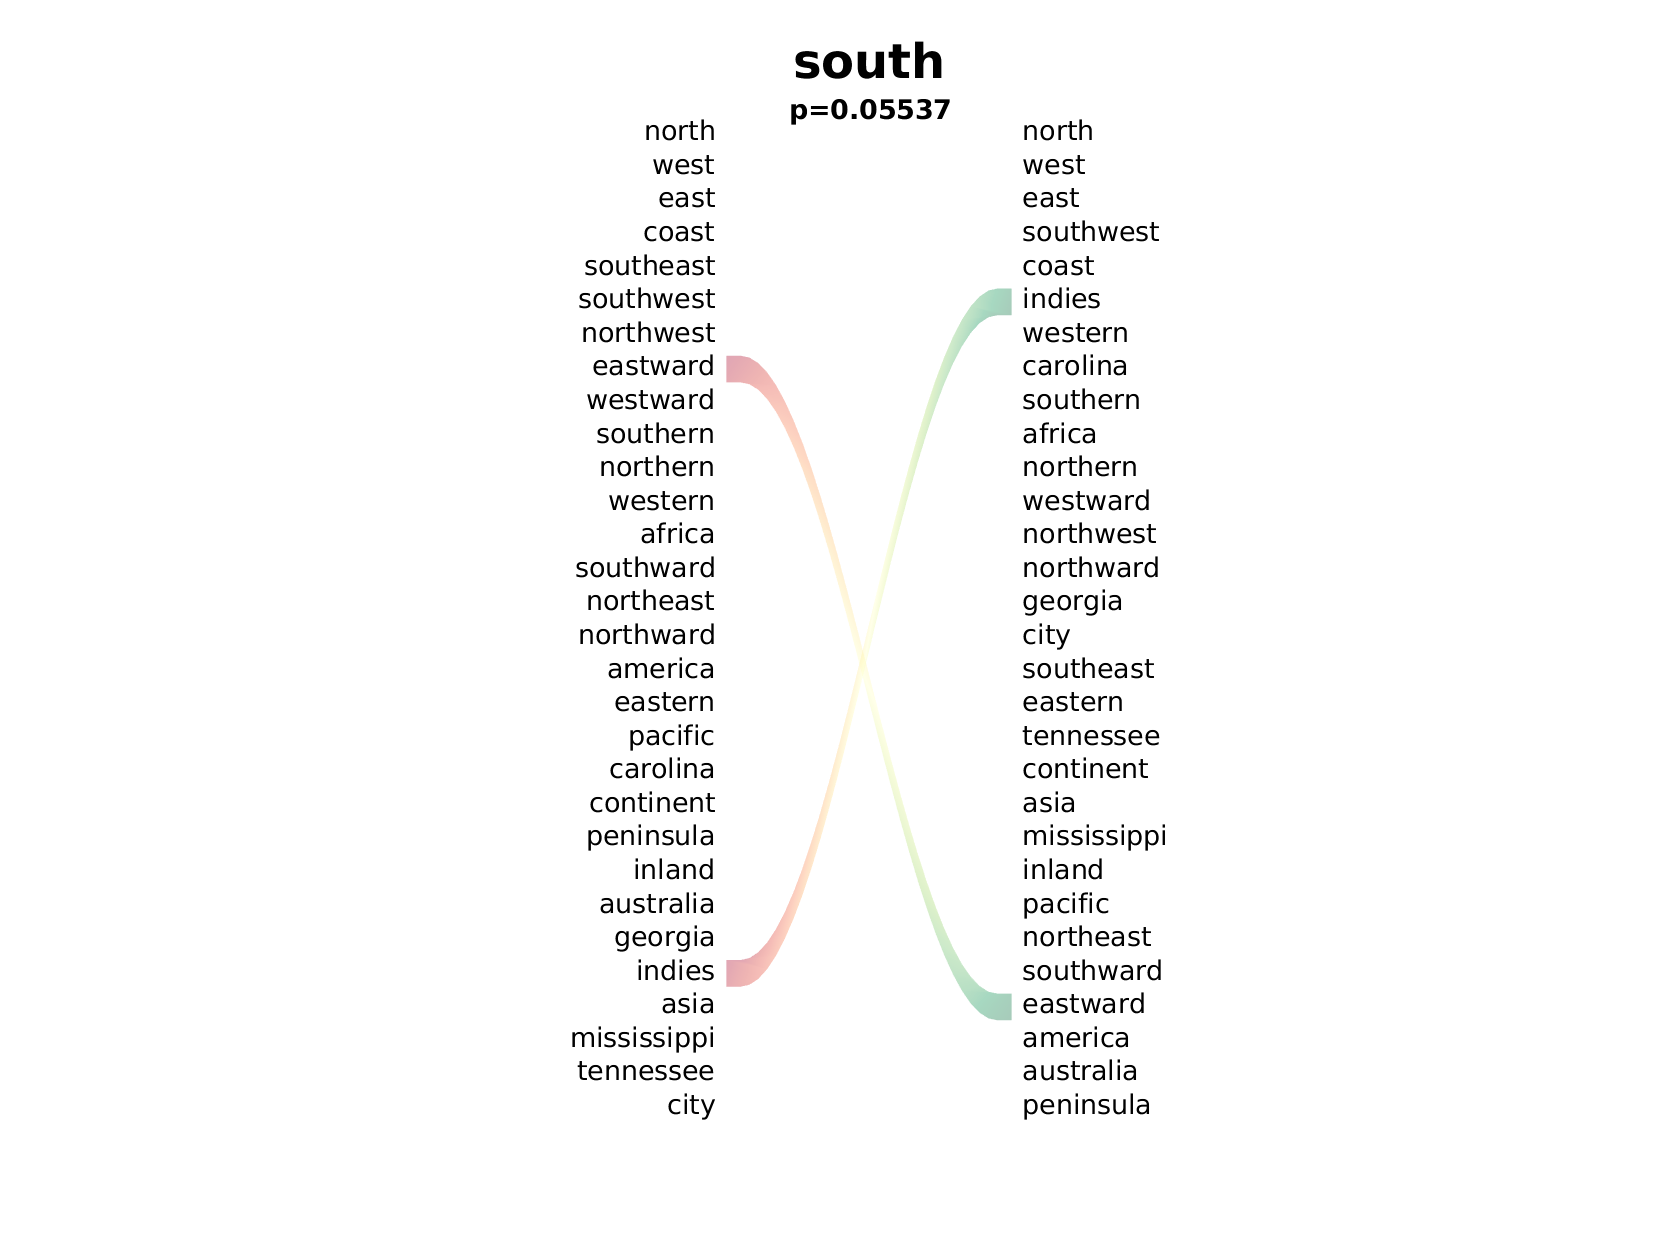 south
p=0.05537
north north
west west
east east
coast southwest
southeast coast
southwest indies
northwest western
eastward carolina
westward southern
southern africa
northern northern
western westward
africa northwest
southward northward
northeast georgia
northward city
america southeast
eastern eastern
pacific tennessee
carolina continent
continent asia
peninsula mississippi
inland inland
australia pacific
georgia northeast
indies southward
asia eastward
mississippi america
tennessee australia
city peninsula